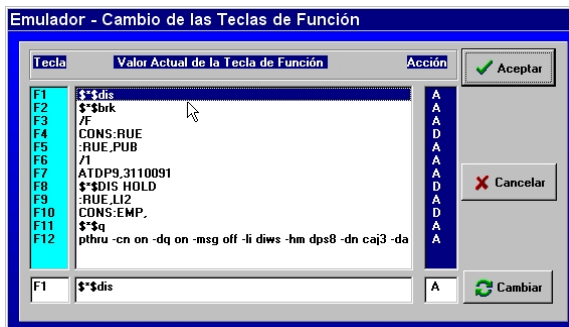 Emulador - Cambio de las Teclas de Función
Tecla Valor Actual de la Tecla de Función Acción
Aceptar
F1 $*$dis A
F2 $*$brk A
F3 /F A
F4 CONS:RUE D
F5 :RUE,PUB A
F6 /1 A
F7 ATDP9,3110091 A
F8 $*$DIS HOLD D
F9 :RUE,LI2 A
F10 CONS:EMP, D
F11 $*$q A
F12 pthru -cn on -dq on -msg off -li diws -hm dps8 -dn caj3 -da A
Cancelar
F1 $*$dis A
Cambiar